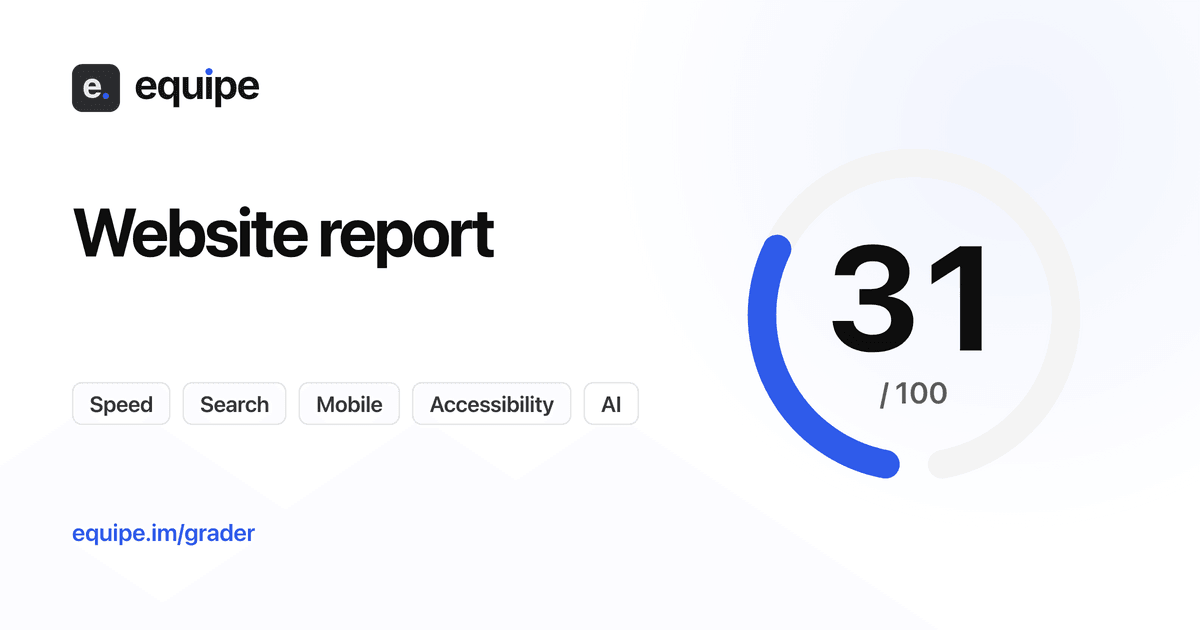 e. equipe
Website report
Speed Search Mobile Accessibility AI
31
/ 100
equipe.im/grader